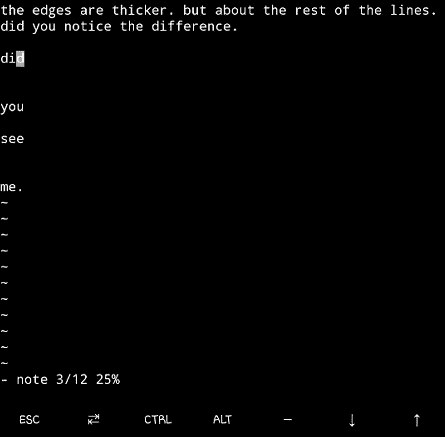 the edges are thicker. but about the rest of the lines.
did you notice the difference.
did
you
see
me.
~
~
~
~
~
~
~
~
~
~
~
- note 3/12 25%
ESC ⇄ CTRL ALT — ↓ ↑